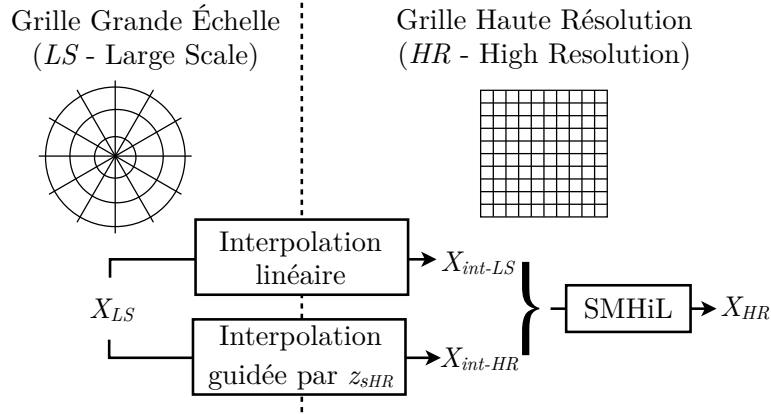 Grille Grande Échelle
(LS - Large Scale)
Grille Haute Résolution
(HR - High Resolution)
Interpolation
linéaire
X_int-LS
X_LS
SMHiL
X_HR
Interpolation
guidée par z_sHR
X_int-HR